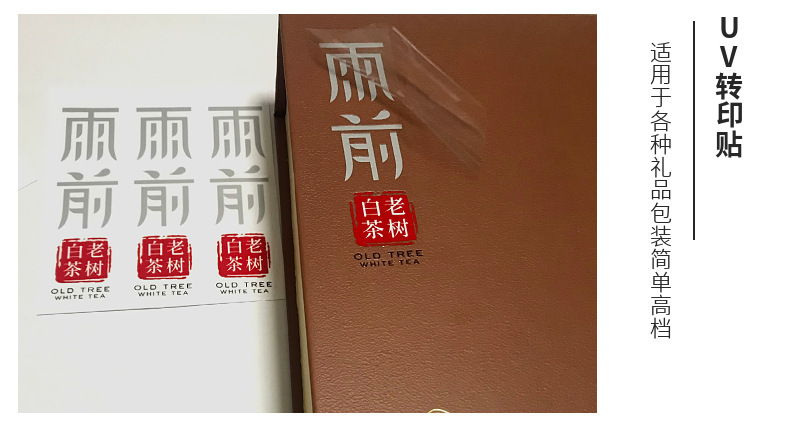 UV转印贴
适用于各种礼品包装简单高档
雨前
老树
白茶
OLD TREE
WHITE TEA
雨前
老树
白茶
OLD TREE
WHITE TEA
雨前
老树
白茶
OLD TREE
WHITE TEA
雨前
老树
白茶
OLD TREE
WHITE TEA